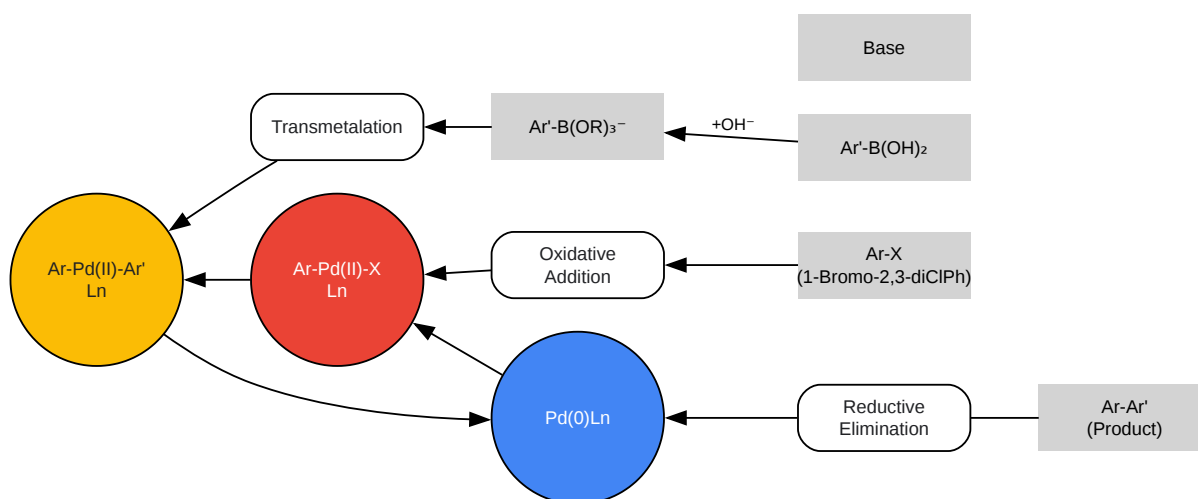 Base
Transmetalation
Ar'-B(OR)₃⁻
+OH⁻
Ar'-B(OH)₂
Ar-Pd(II)-Ar'
Ln
Ar-Pd(II)-X
Ln
Oxidative
Addition
Ar-X
(1-Bromo-2,3-diClPh)
Pd(0)Ln
Reductive
Elimination
Ar-Ar'
(Product)